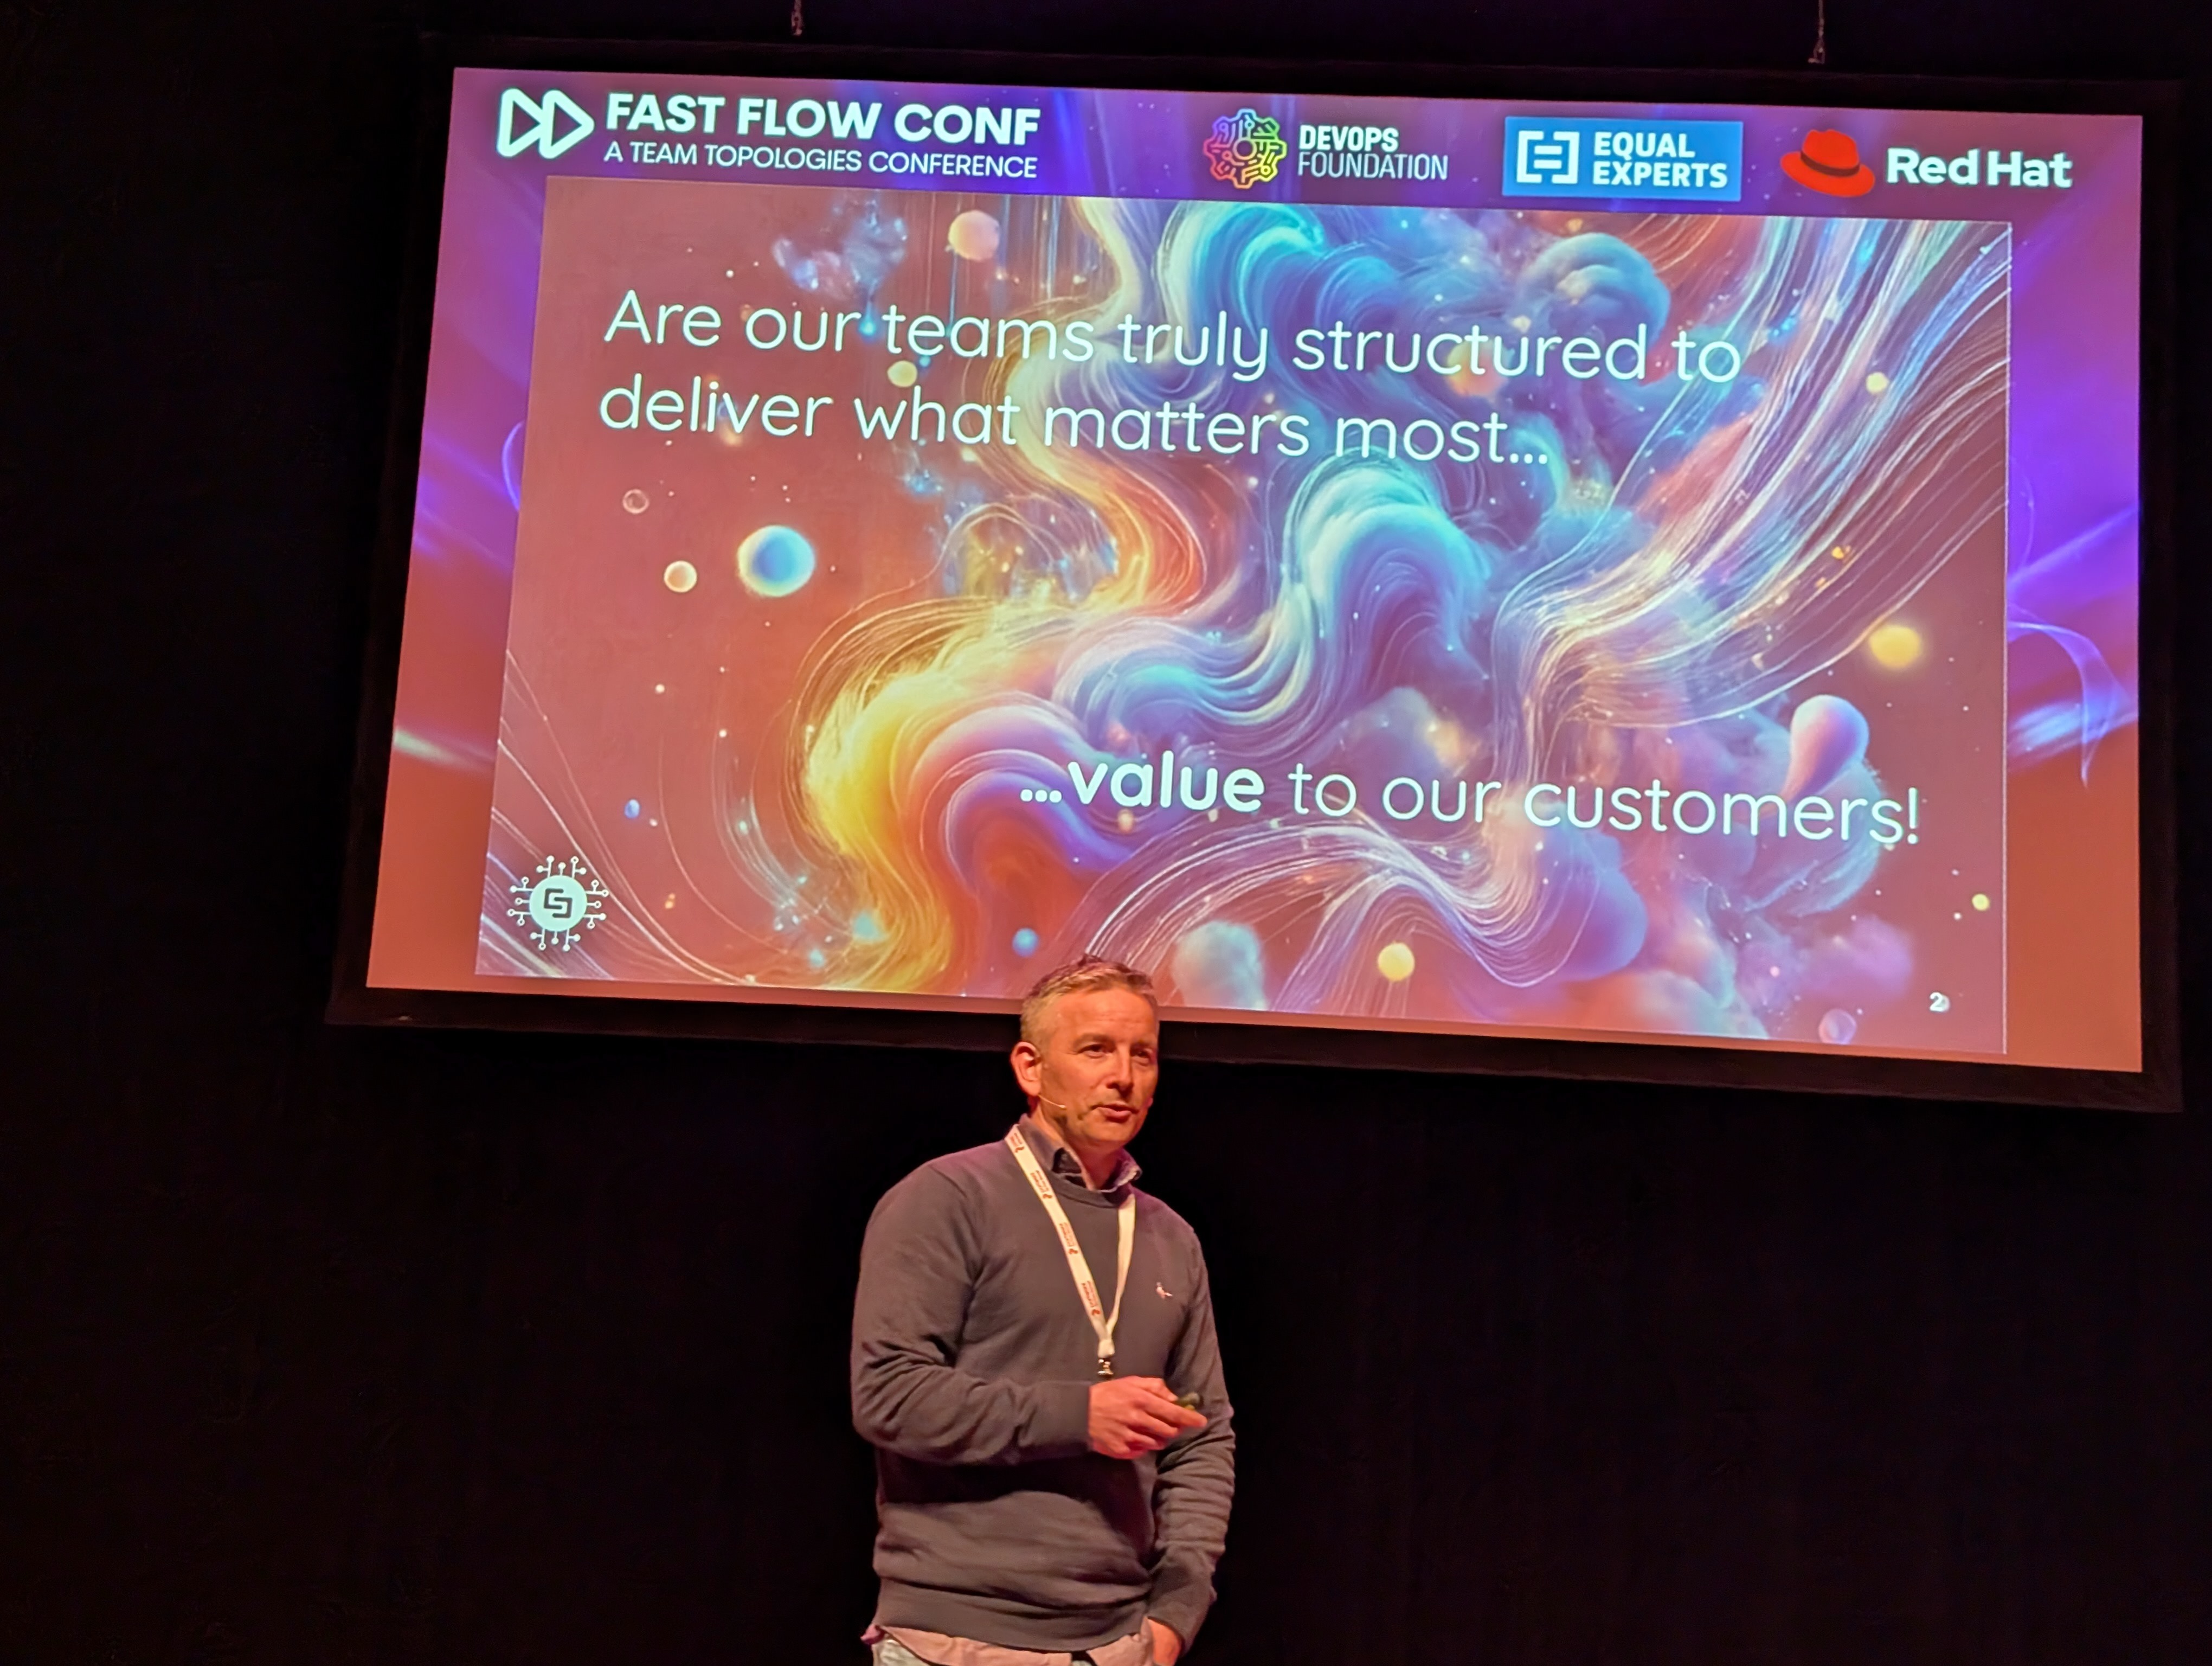 FAST FLOW CONF
A TEAM TOPOLOGIES CONFERENCE
DEVOPS
FOUNDATION
EQUAL
EXPERTS
Red Hat
Are our teams truly structured to
deliver what matters most...
...value to our customers!
2